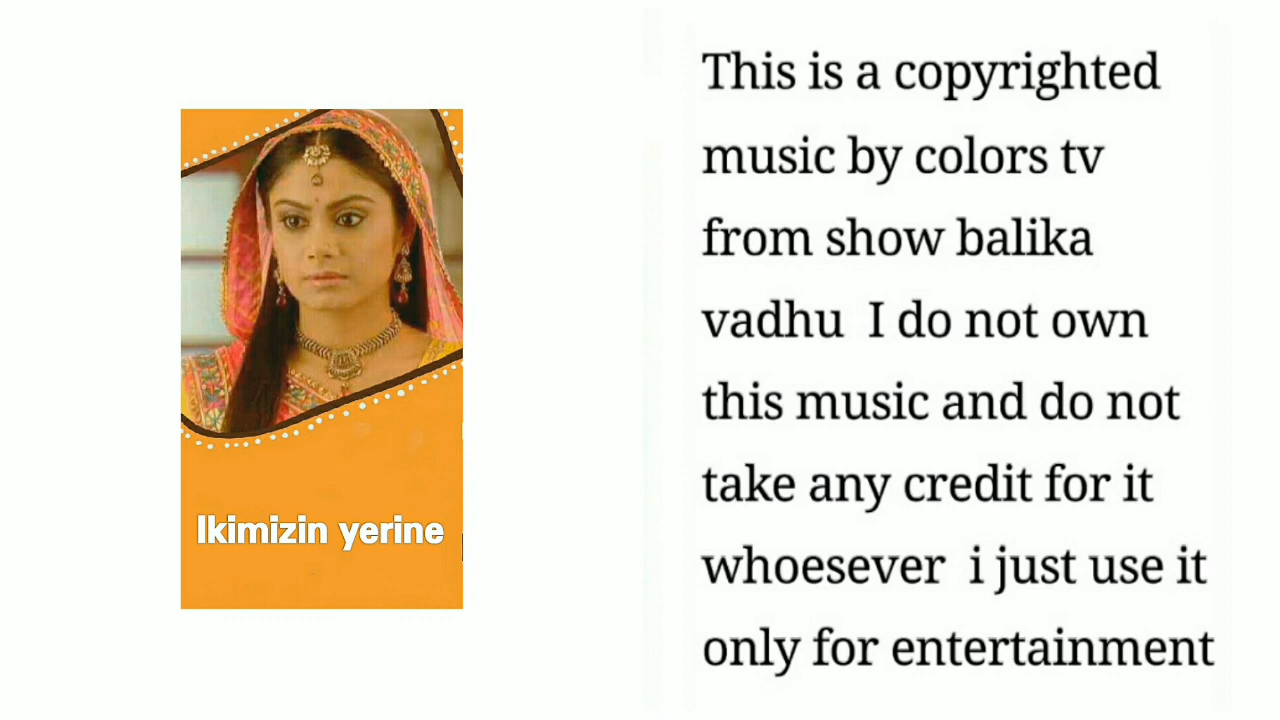 Ikimizin yerine
This is a copyrighted
music by colors tv
from show balika
vadhu I do not own
this music and do not
take any credit for it
whoesever i just use it
only for entertainment